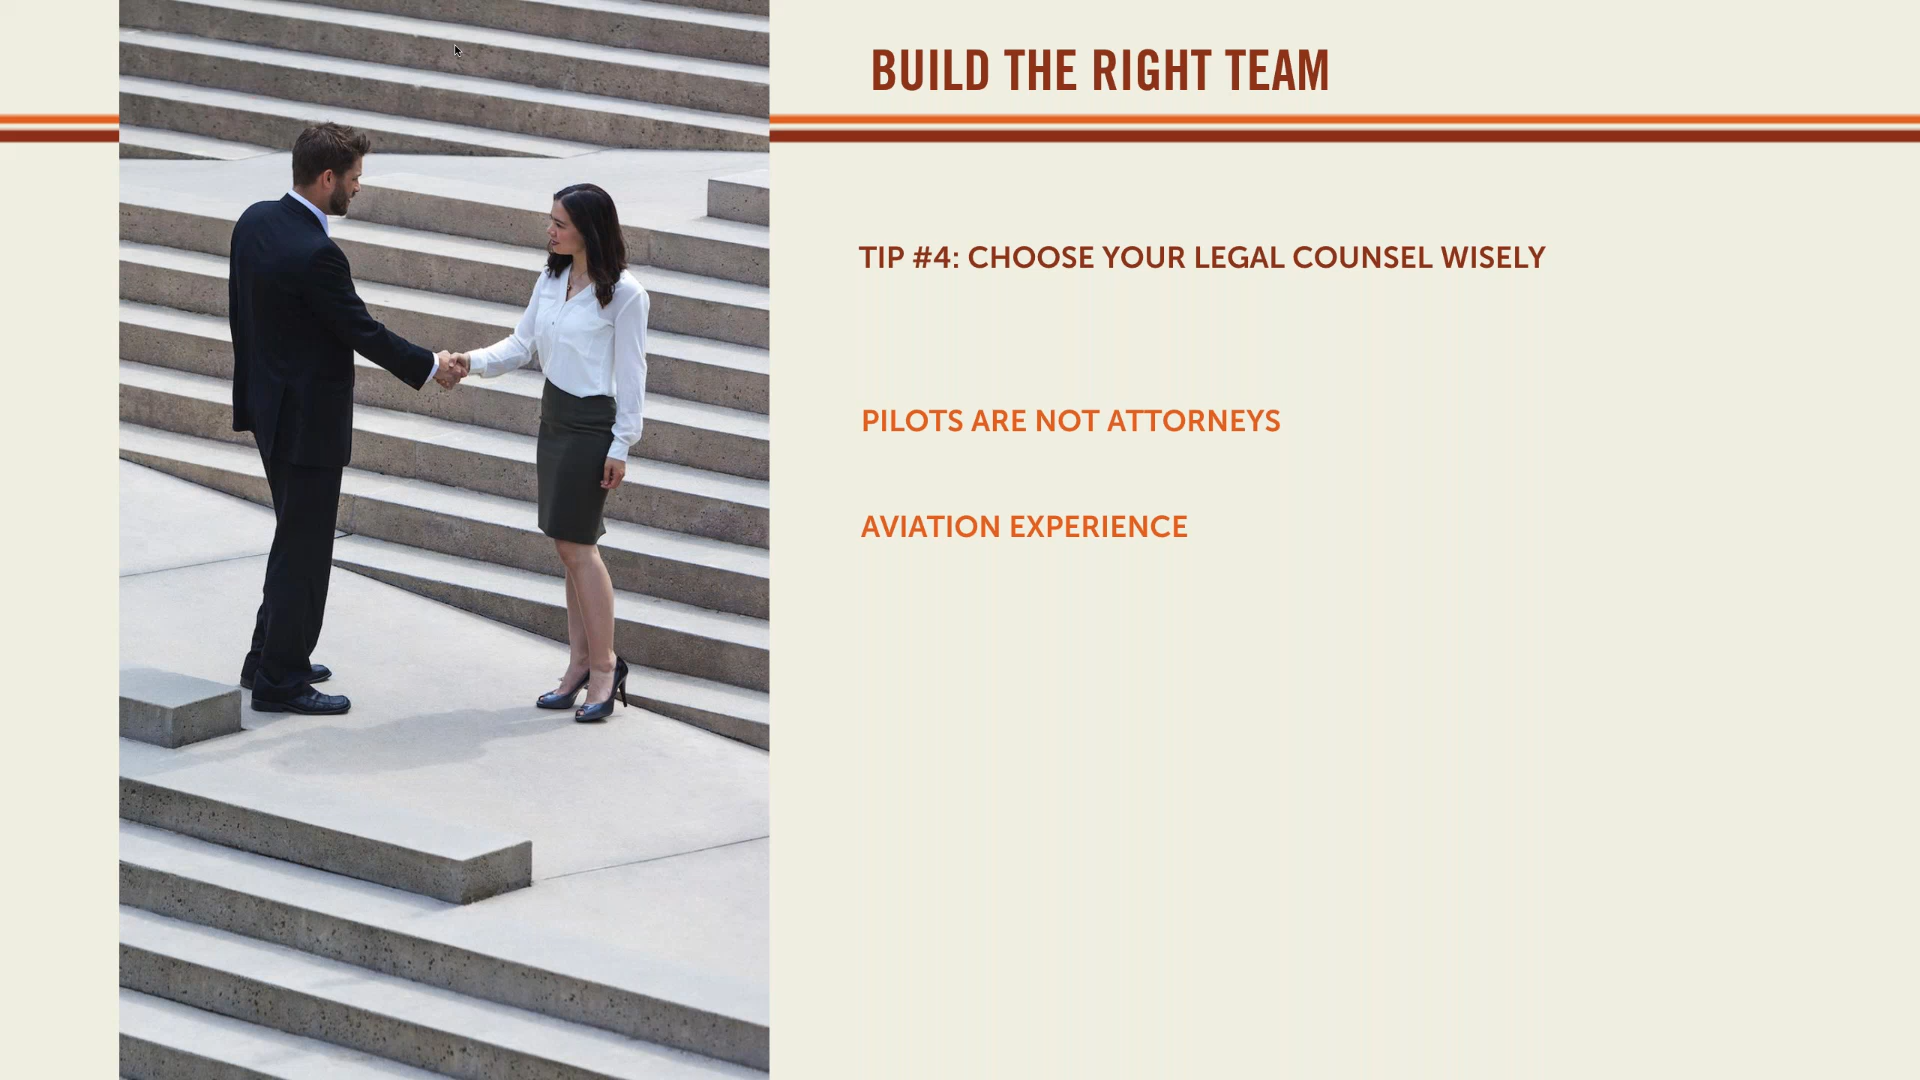 BUILD THE RIGHT TEAM
TIP #4: CHOOSE YOUR LEGAL COUNSEL WISELY
PILOTS ARE NOT ATTORNEYS
AVIATION EXPERIENCE